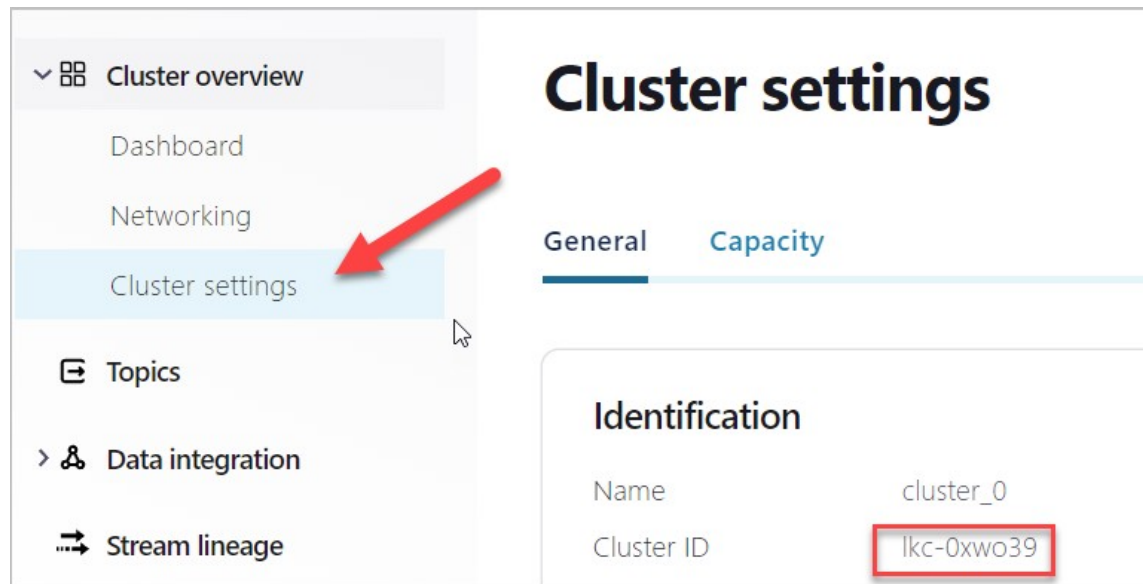 Cluster overview
Dashboard
Networking
Cluster settings
Topics
Data integration
Stream lineage
Cluster settings
General Capacity
Identification
Name cluster_0
Cluster ID lkc-0xwo39